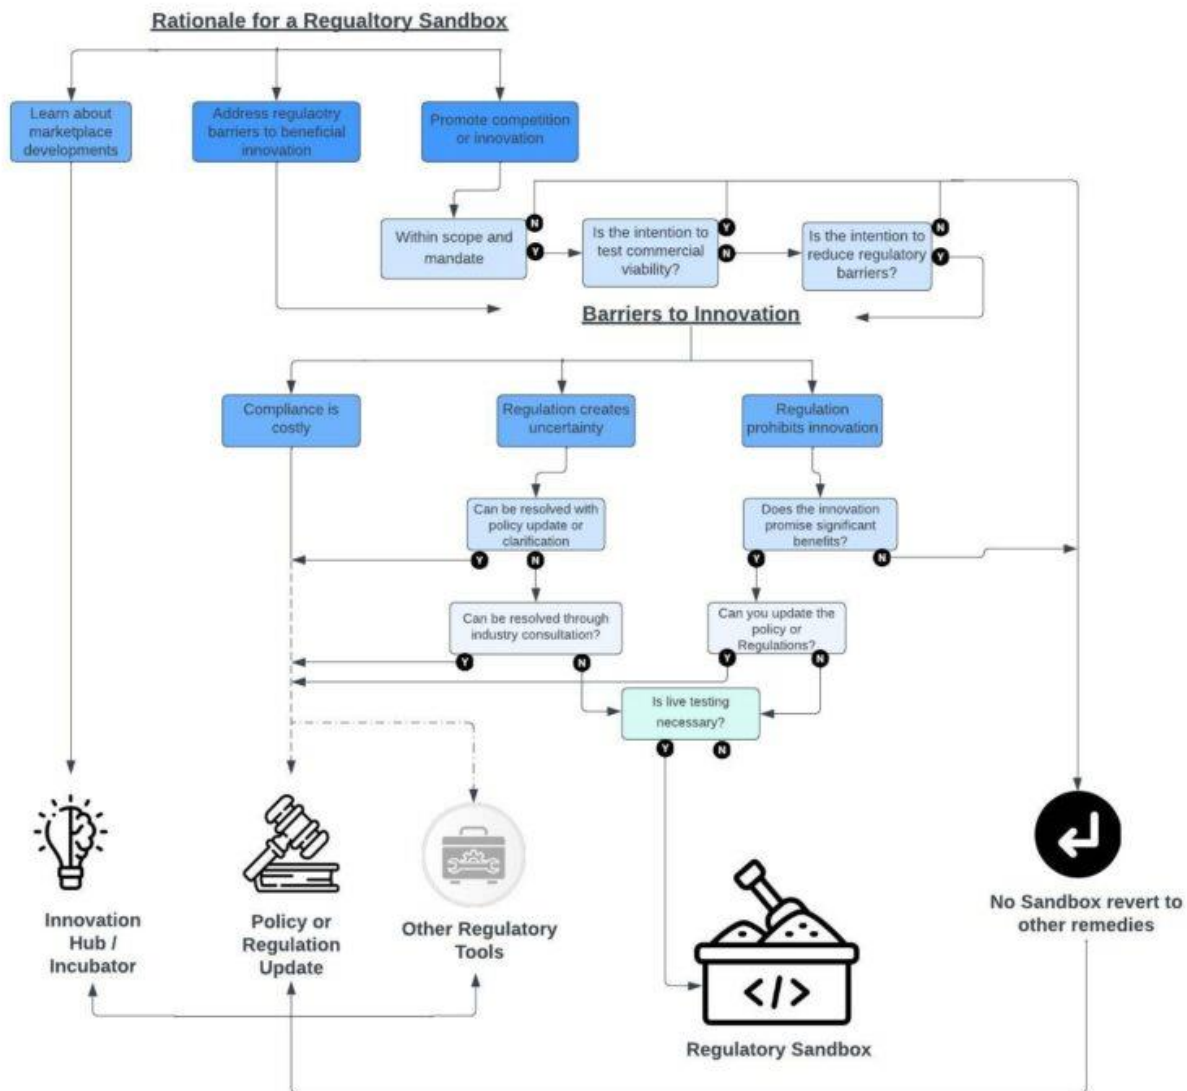 Rationale for a Regualtory Sandbox
Learn about
marketplace
developments
Address regulaotry
barriers to beneficial
innovation
Promote competition
or innovation
Within scope and
mandate
N
Y
Is the intention to
test commercial
viability?
Y
N
Is the intention to
reduce regulatory
barriers?
N
Y
Barriers to Innovation
Compliance is
costly
Regulation creates
uncertainty
Regulation
prohibits innovation
Can be resolved with
policy update or
clarification
Y
N
Does the innovation
promise significant
benefits?
Y
N
Can be resolved through
industry consultation?
Y
N
Can you update the
policy or
Regulations?
Y
N
Is live testing
necessary?
Y
N
Innovation
Hub /
Incubator
Policy or
Regulation
Update
Other Regulatory
Tools
</>
Regulatory Sandbox
No Sandbox revert to
other remedies